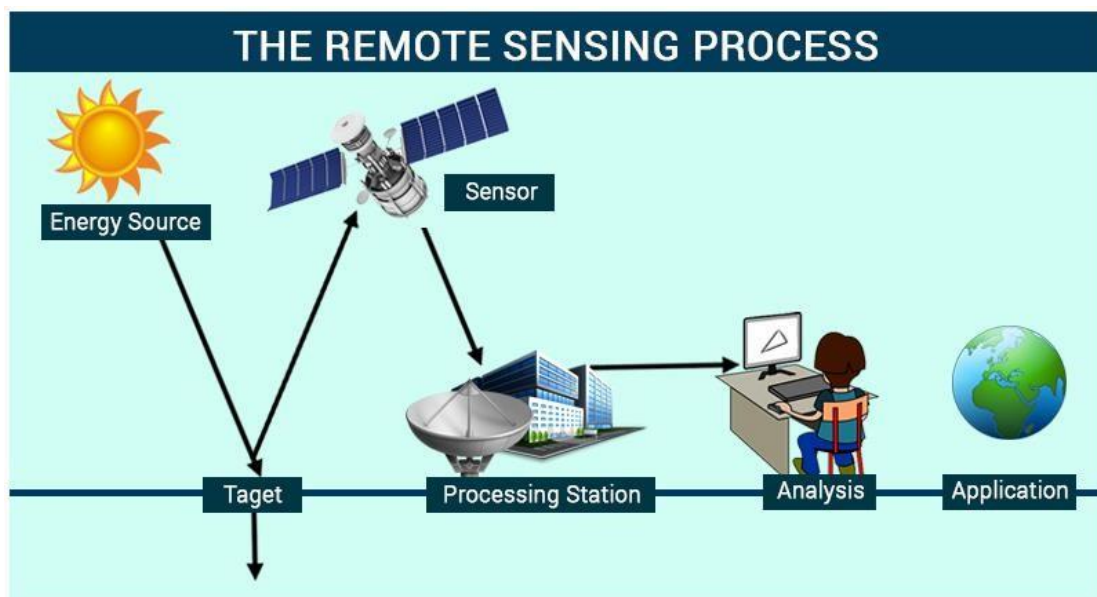 THE REMOTE SENSING PROCESS
Energy Source
Sensor
Taget
Processing Station
Analysis
Application